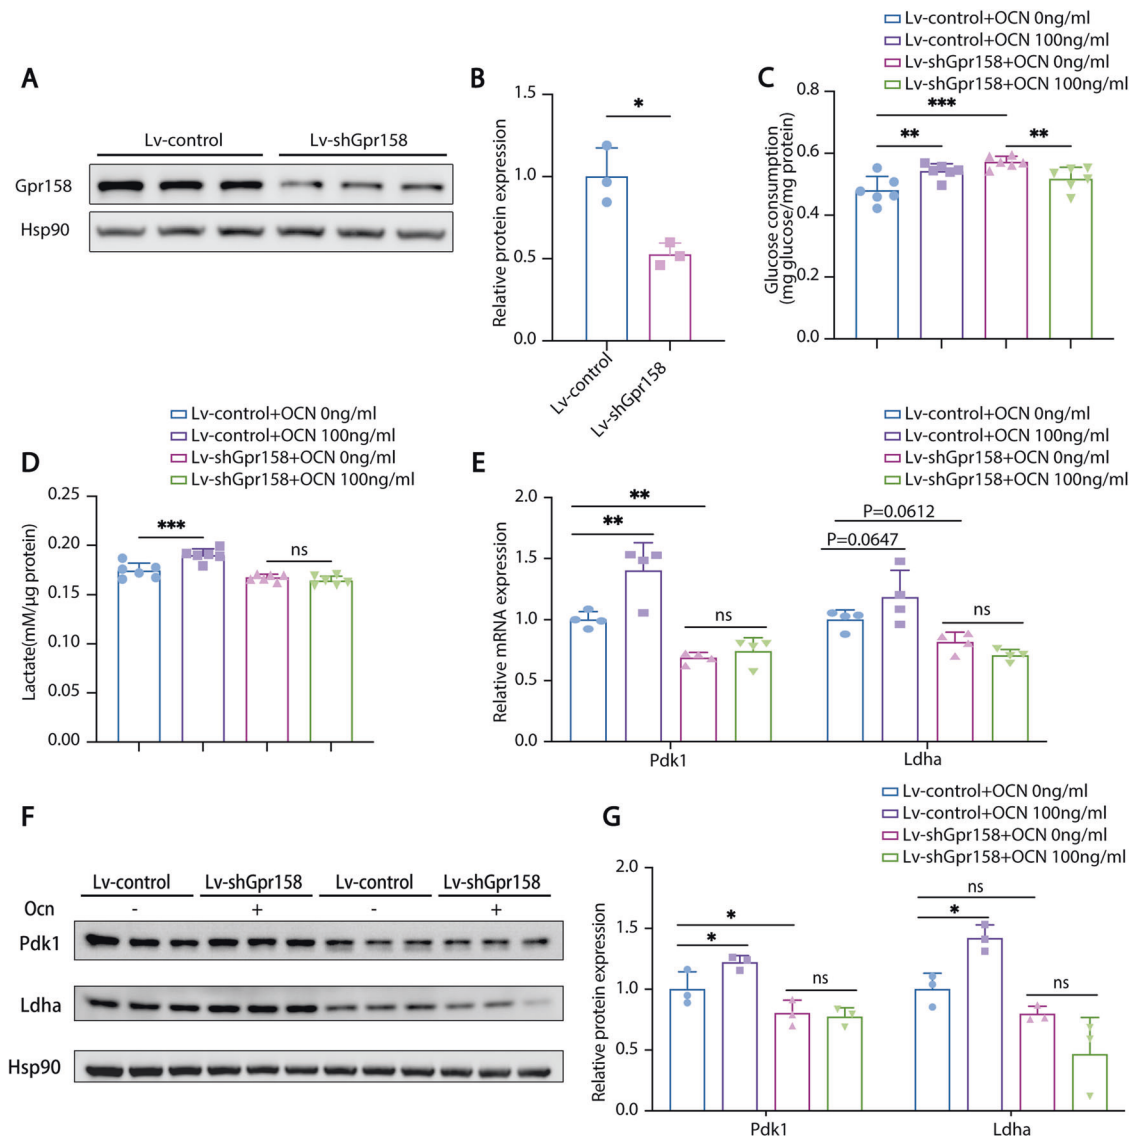 A
Lv-control Lv-shGpr158
Gpr158
Hsp90
B
Relative protein expression
1.5
*
1.0
0.5
0.0
Lv-control
Lv-shGpr158
C
Lv-control+OCN 0ng/ml
Lv-control+OCN 100ng/ml
Lv-shGpr158+OCN 0ng/ml
Lv-shGpr158+OCN 100ng/ml
Glucose consumption
(mg glucose/mg protein)
0.8
***
** **
0.6
0.4
0.2
0.0
D
Lv-control+OCN 0ng/ml
Lv-control+OCN 100ng/ml
Lv-shGpr158+OCN 0ng/ml
Lv-shGpr158+OCN 100ng/ml
Lactate(mM/μg protein)
0.25
***
0.20
ns
0.15
0.10
0.05
0.00
E
Lv-control+OCN 0ng/ml
Lv-control+OCN 100ng/ml
Lv-shGpr158+OCN 0ng/ml
Lv-shGpr158+OCN 100ng/ml
Relative mRNA expression
2.0
**
P=0.0612
**
P=0.0647
1.5
1.0
ns ns
0.5
0.0
Pdk1 Ldha
F
Lv-control Lv-shGpr158 Lv-control Lv-shGpr158
Ocn - + - +
Pdk1
Ldha
Hsp90
G
Lv-control+OCN 0ng/ml
Lv-control+OCN 100ng/ml
Lv-shGpr158+OCN 0ng/ml
Lv-shGpr158+OCN 100ng/ml
Relative protein expression
2.0
ns
* *
*
1.5
ns ns
1.0
0.5
0.0
Pdk1 Ldha